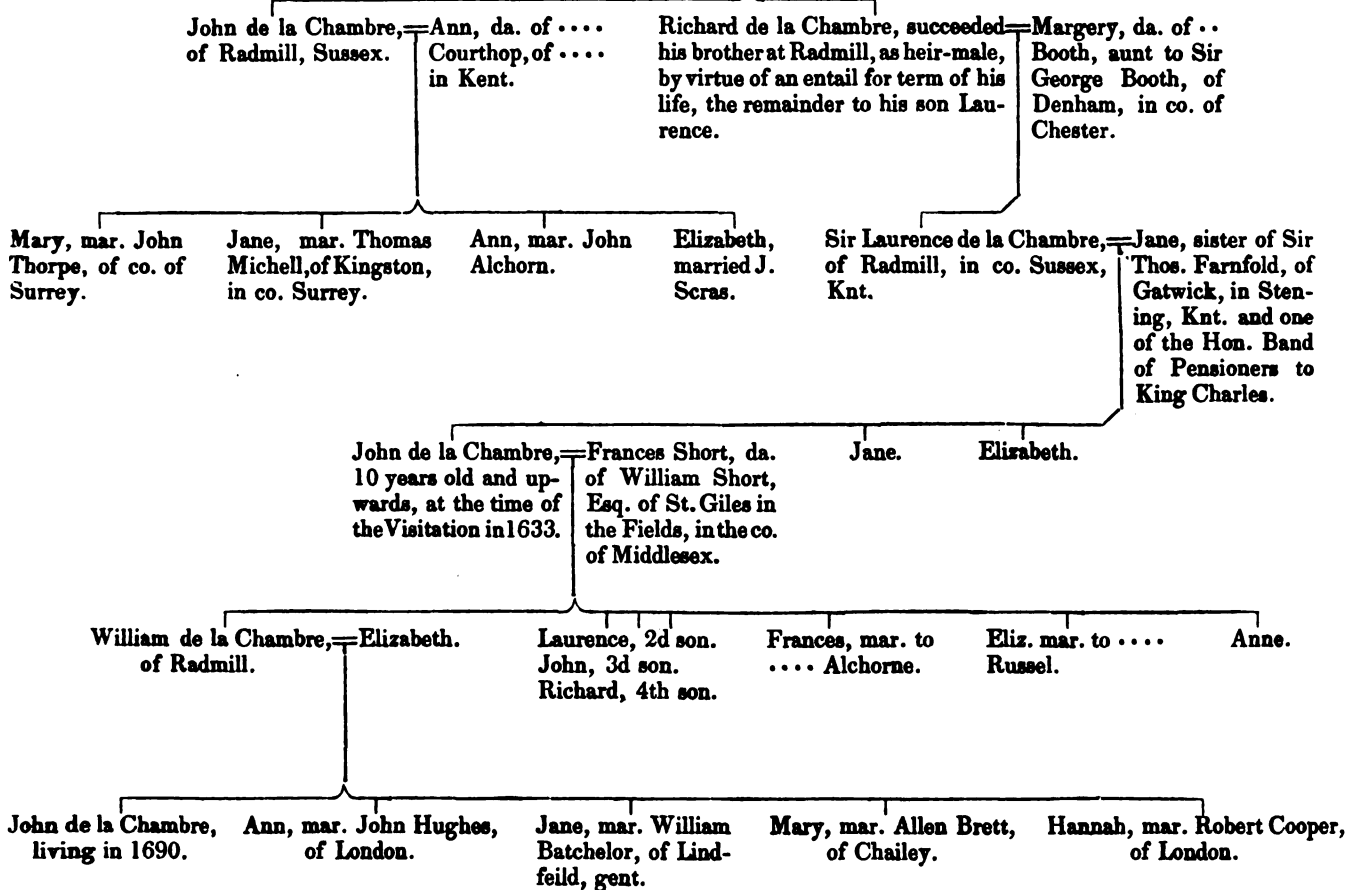 John de la Chambre,
of Radmill, Sussex.
Ann, da. of ····
Courthop, of ····
in Kent.
Richard de la Chambre, succeeded
his brother at Radmill, as heir-male,
by virtue of an entail for term of his
life, the remainder to his son Lau-
rence.
Margery, da. of ··
Booth, aunt to Sir
George Booth, of
Denham, in co. of
Chester.
Mary, mar. John
Thorpe, of co. of
Surrey.
Jane, mar. Thomas
Michell, of Kingston,
in co. Surrey.
Ann, mar. John
Alchorn.
Elizabeth,
married J.
Scras.
Sir Laurence de la Chambre,
of Radmill, in co. Sussex,
Knt.
Jane, sister of Sir
Thos. Farnfold, of
Gatwick, in Sten-
ing, Knt. and one
of the Hon. Band
of Pensioners to
King Charles.
John de la Chambre,
10 years old and up-
wards, at the time of
the Visitation in 1633.
Frances Short, da.
of William Short,
Esq. of St. Giles in
the Fields, in the co.
of Middlesex.
Jane.
Elizabeth.
William de la Chambre,
of Radmill.
Elizabeth.
Laurence, 2d son.
John, 3d son.
Richard, 4th son.
Frances, mar. to
···· Alchorne.
Eliz. mar. to ····
Russel.
Anne.
John de la Chambre,
living in 1690.
Ann, mar. John Hughes,
of London.
Jane, mar. William
Batchelor, of Lind-
feild, gent.
Mary, mar. Allen Brett,
of Chailey.
Hannah, mar. Robert Cooper,
of London.